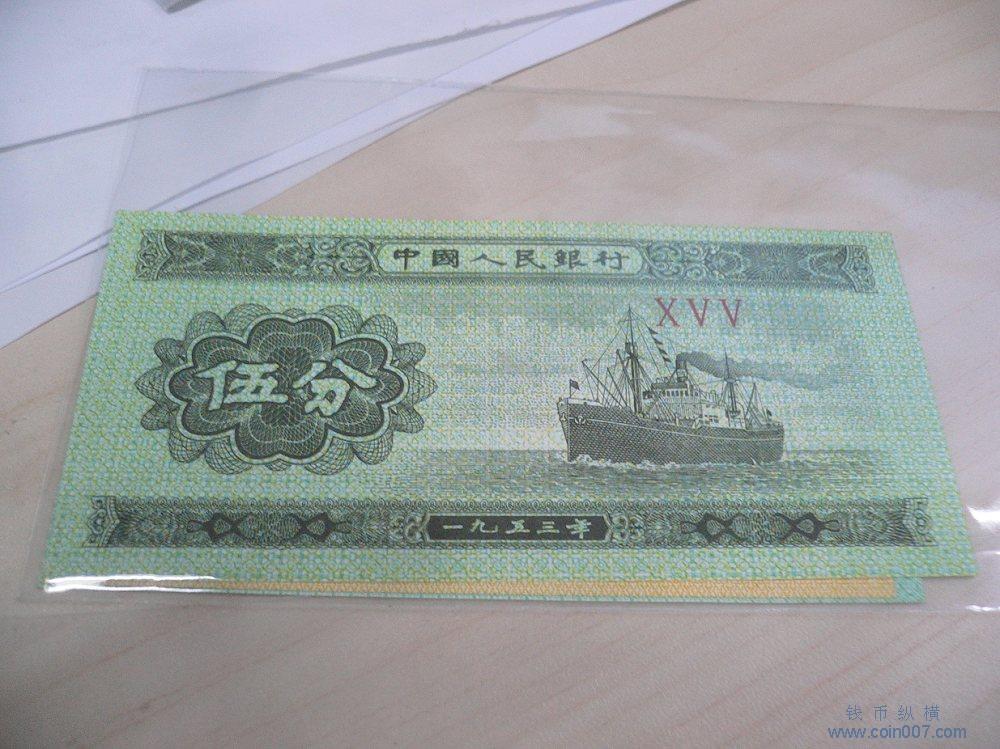 中國人民銀行
XVV
伍分
一九五三年
钱币纵横
www.coin007.com